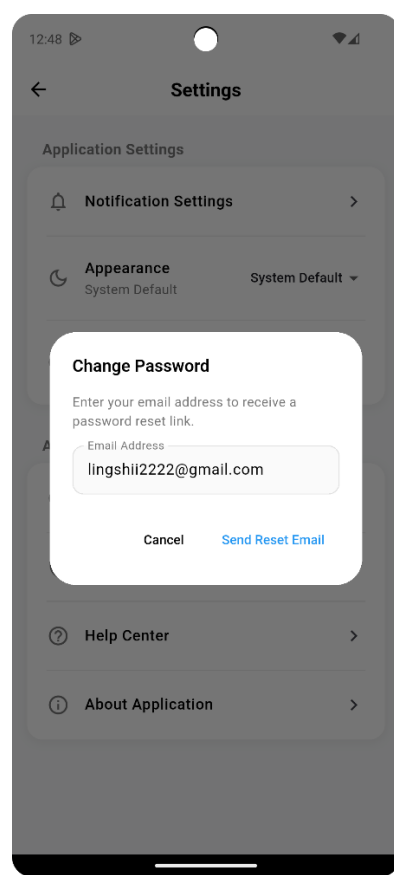 12:48
Settings
Application Settings
Notification Settings
Appearance
System Default
System Default
Change Password
Enter your email address to receive a
password reset link.
Email Address
lingshii2222@gmail.com
Cancel
Send Reset Email
Help Center
About Application